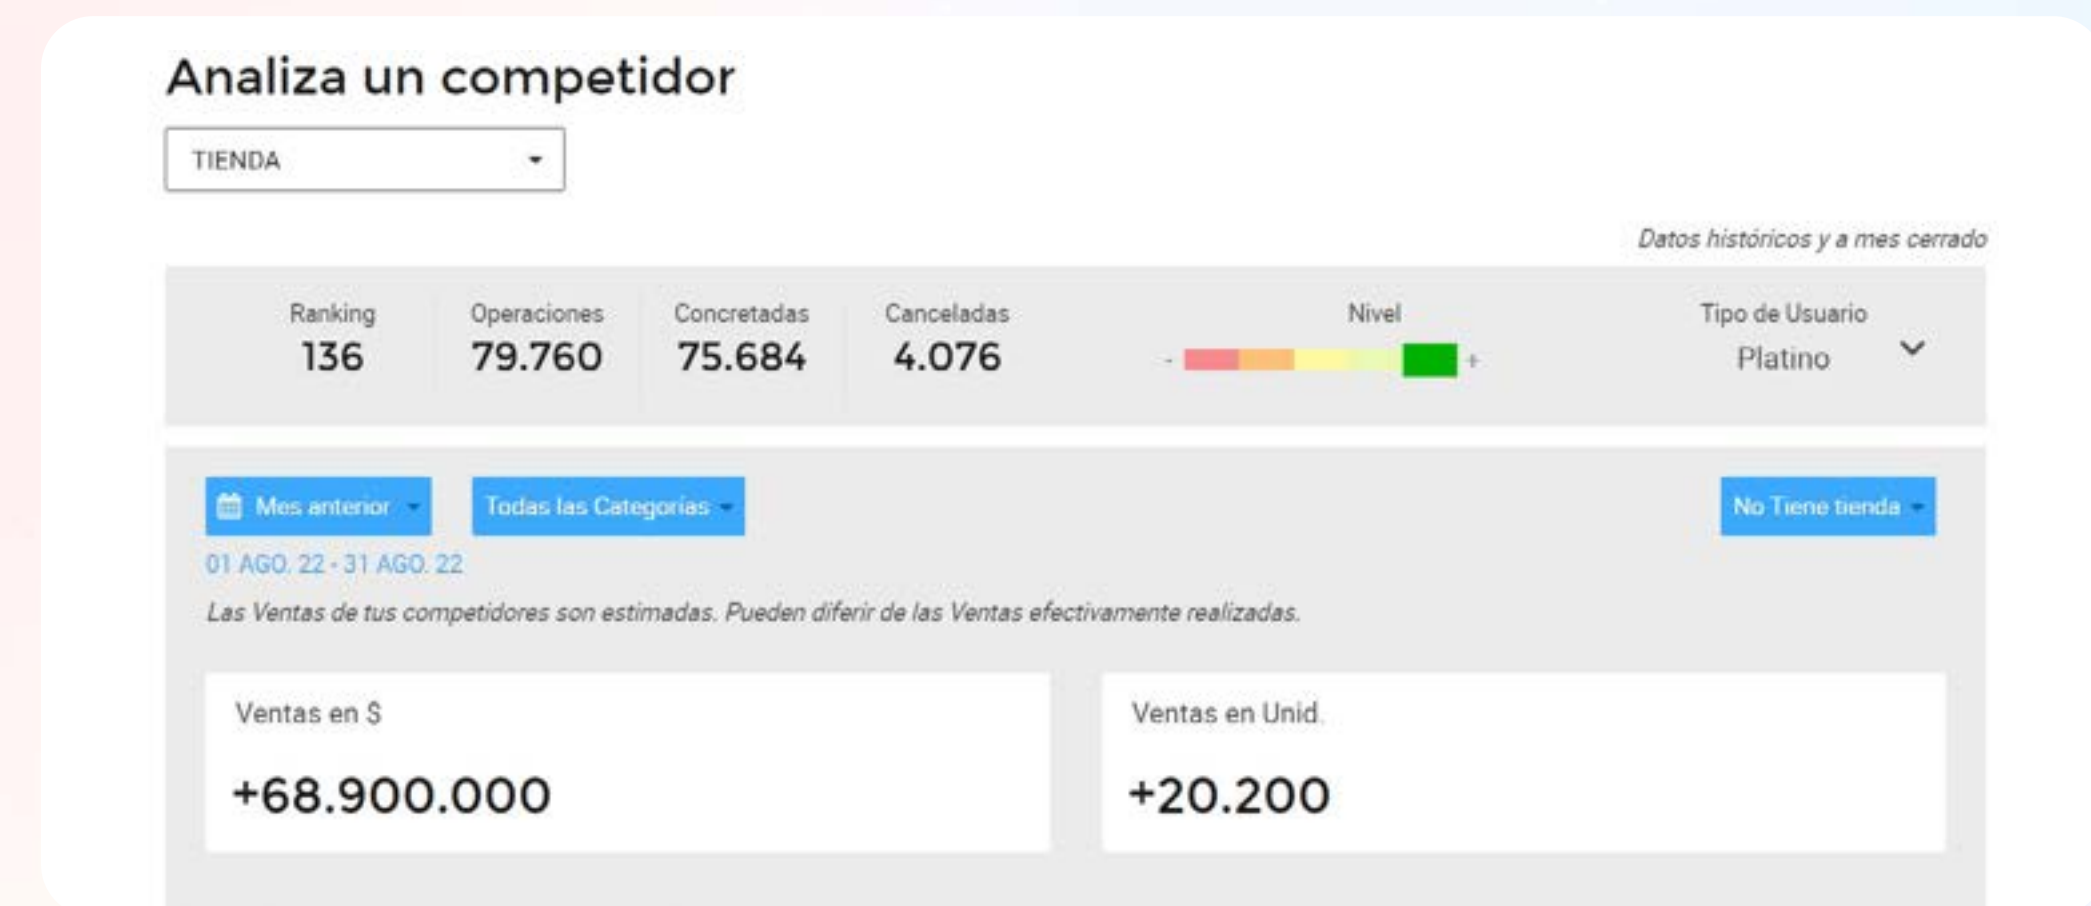 Analiza un competidor
TIENDA
Datos históricos y a mes cerrado
Ranking Operaciones Concretadas Canceladas Nivel Tipo de Usuario
136 79.760 75.684 4.076 - + Platino
Mes anterior Todas las Categorías No Tiene tienda
01 AGO. 22 - 31 AGO. 22
Las Ventas de tus competidores son estimadas. Pueden diferir de las Ventas efectivamente realizadas.
Ventas en $ Ventas en Unid.
+68.900.000 +20.200